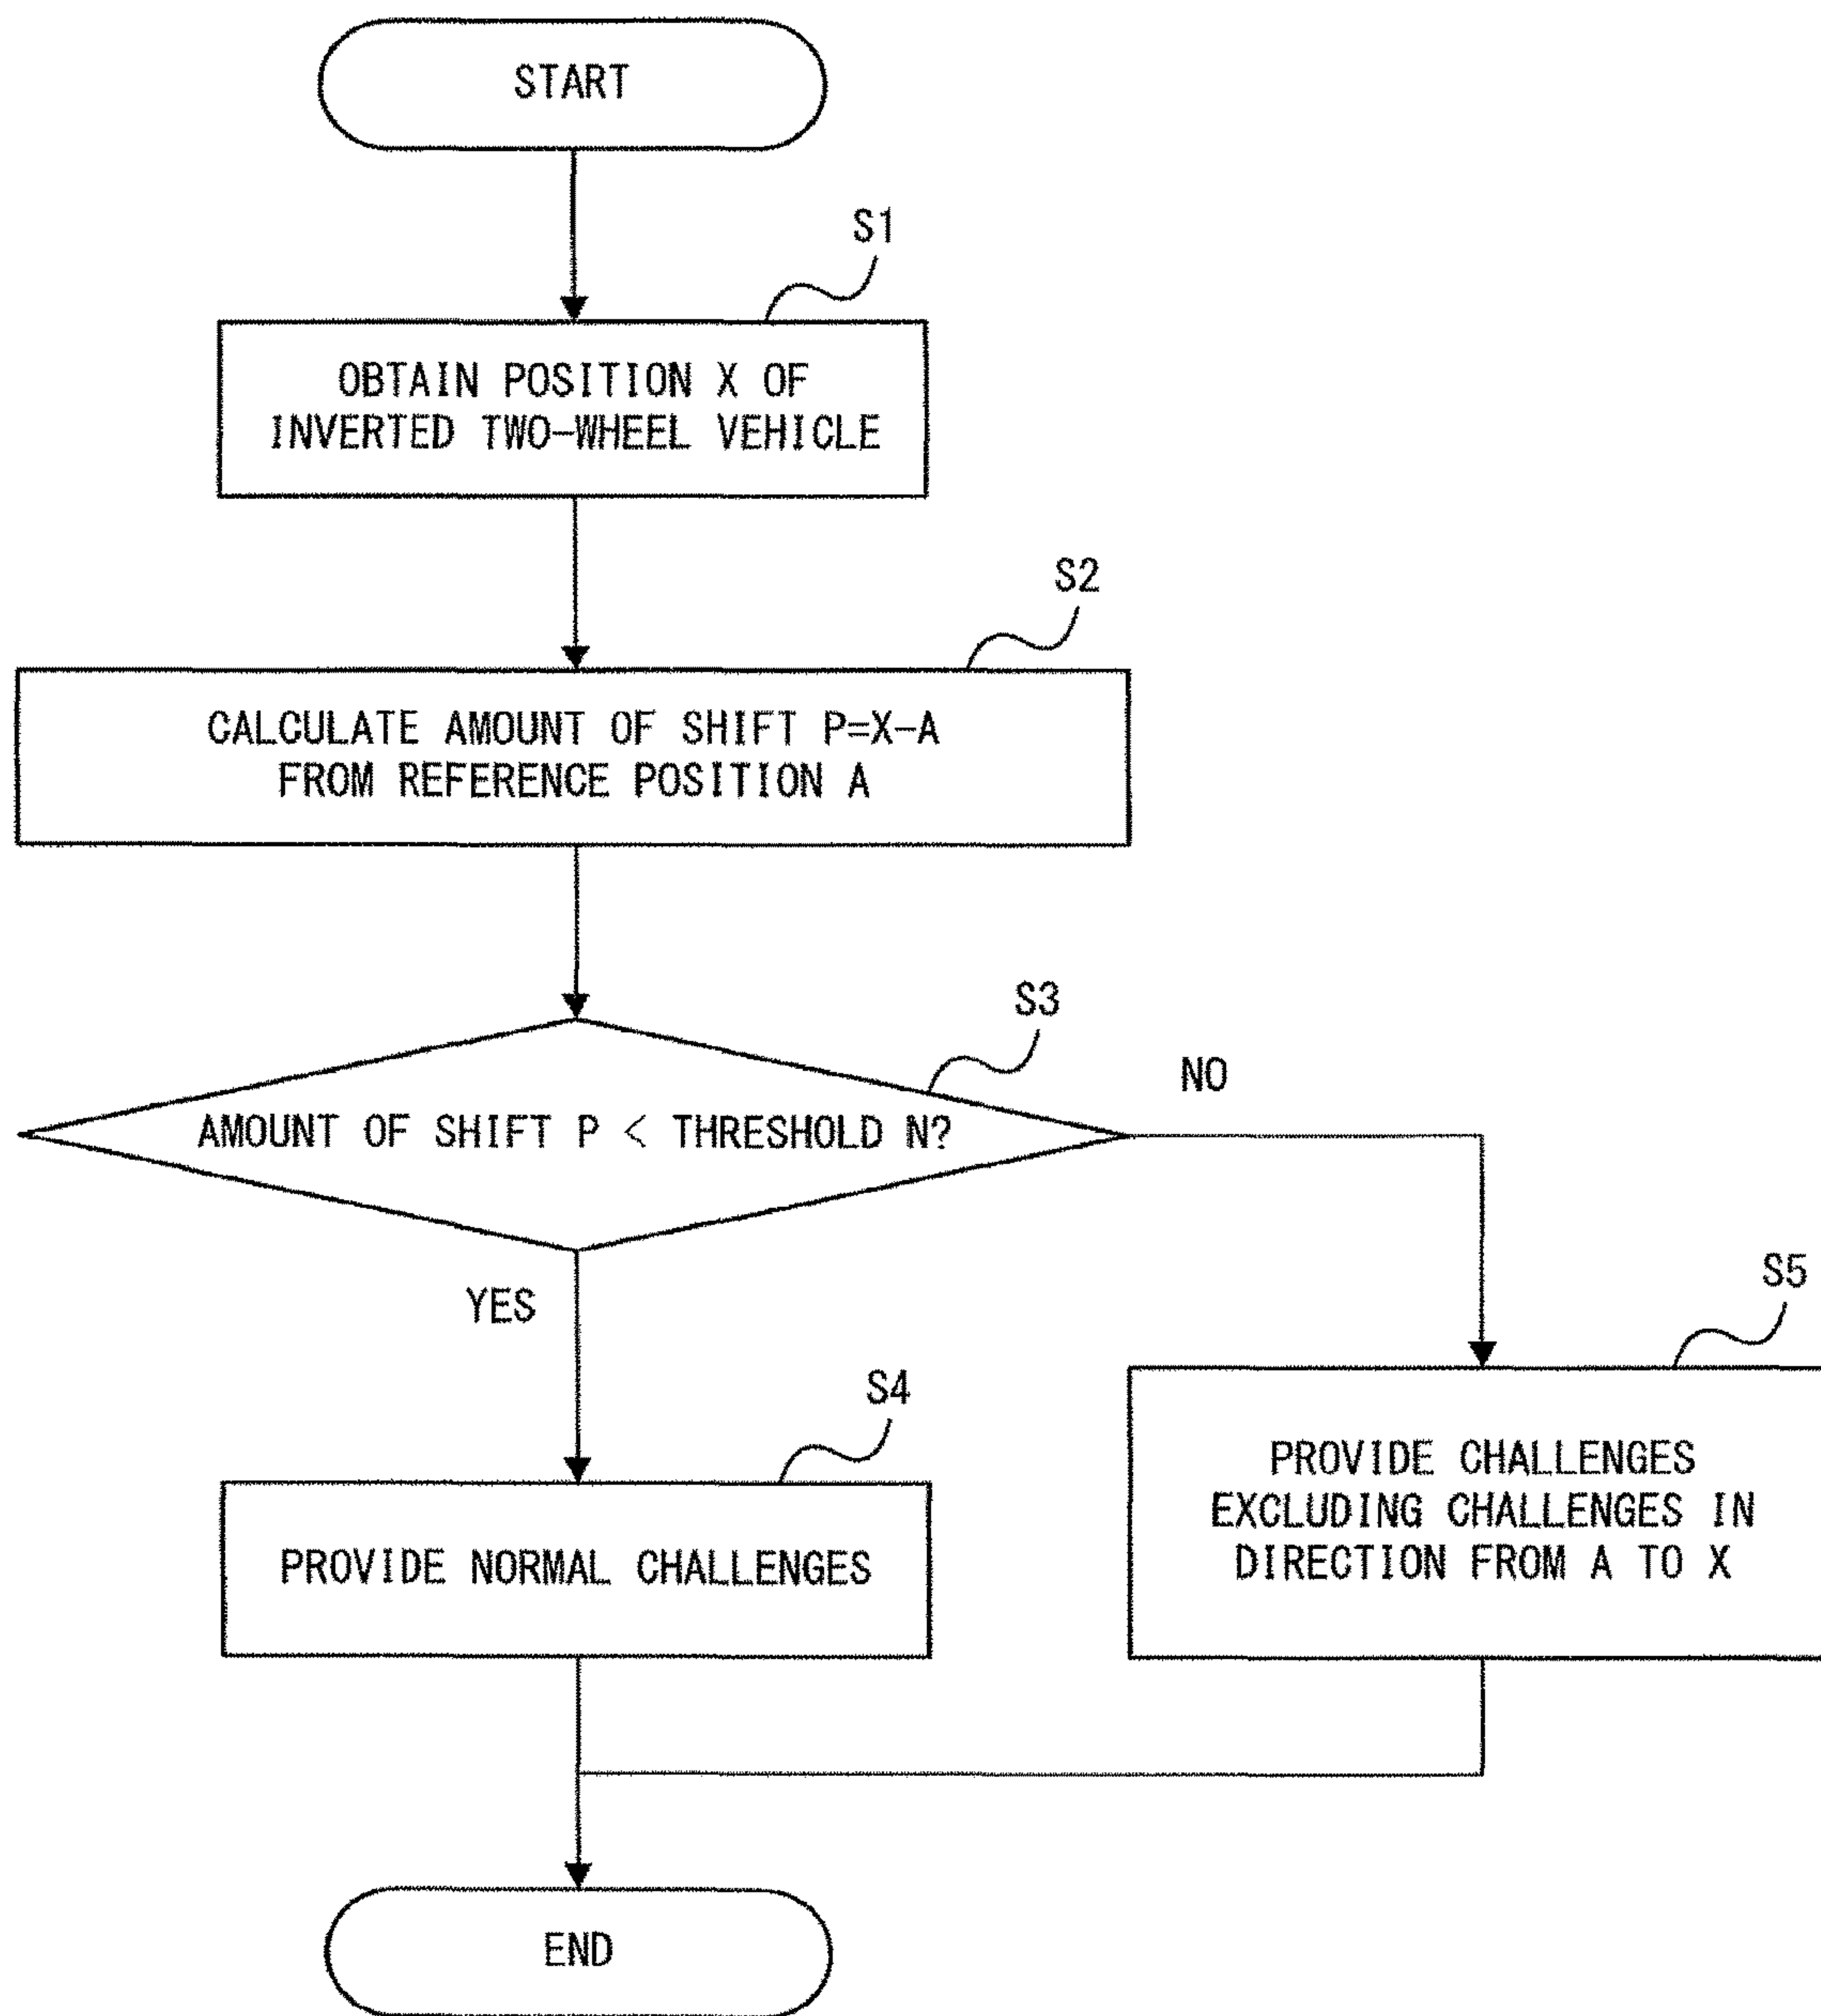 START
S1
OBTAIN POSITION X OF
INVERTED TWO-WHEEL VEHICLE
S2
CALCULATE AMOUNT OF SHIFT P=X-A
FROM REFERENCE POSITION A
S3
AMOUNT OF SHIFT P < THRESHOLD N?
NO
YES
S4
PROVIDE NORMAL CHALLENGES
S5
PROVIDE CHALLENGES
EXCLUDING CHALLENGES IN
DIRECTION FROM A TO X
END